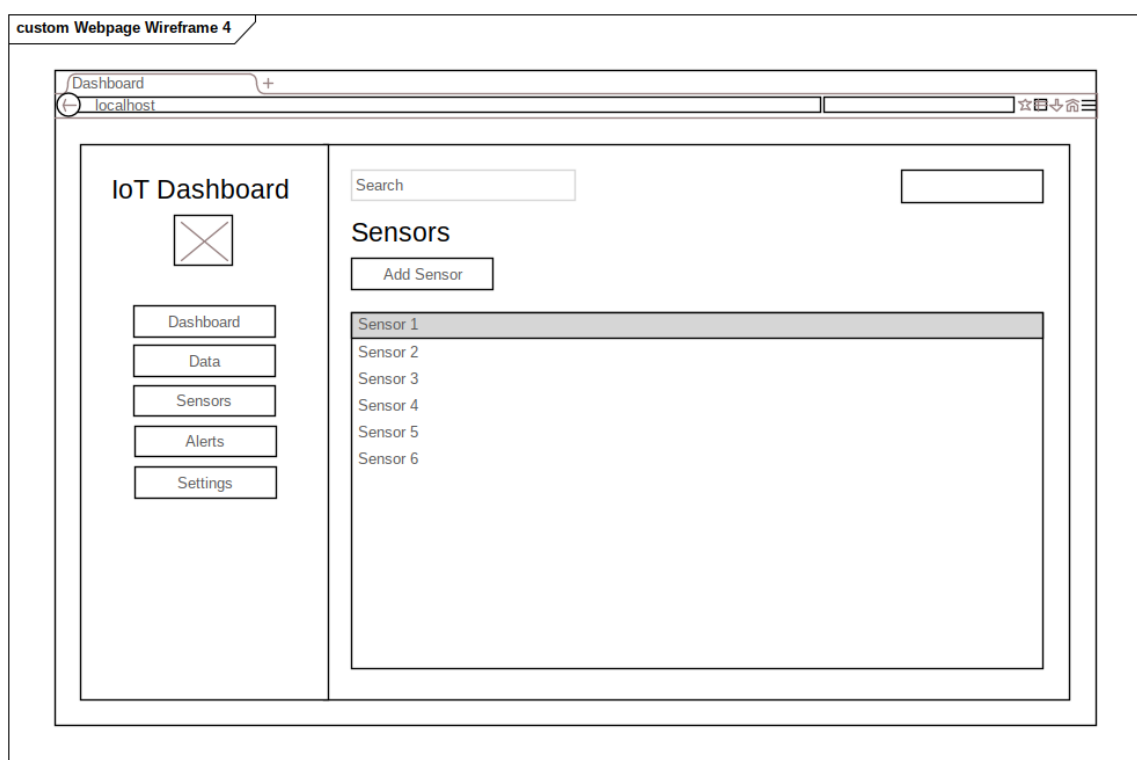 custom Webpage Wireframe 4
Dashboard
localhost
IoT Dashboard
Dashboard
Data
Sensors
Alerts
Settings
Search
Sensors
Add Sensor
Sensor 1
Sensor 2
Sensor 3
Sensor 4
Sensor 5
Sensor 6